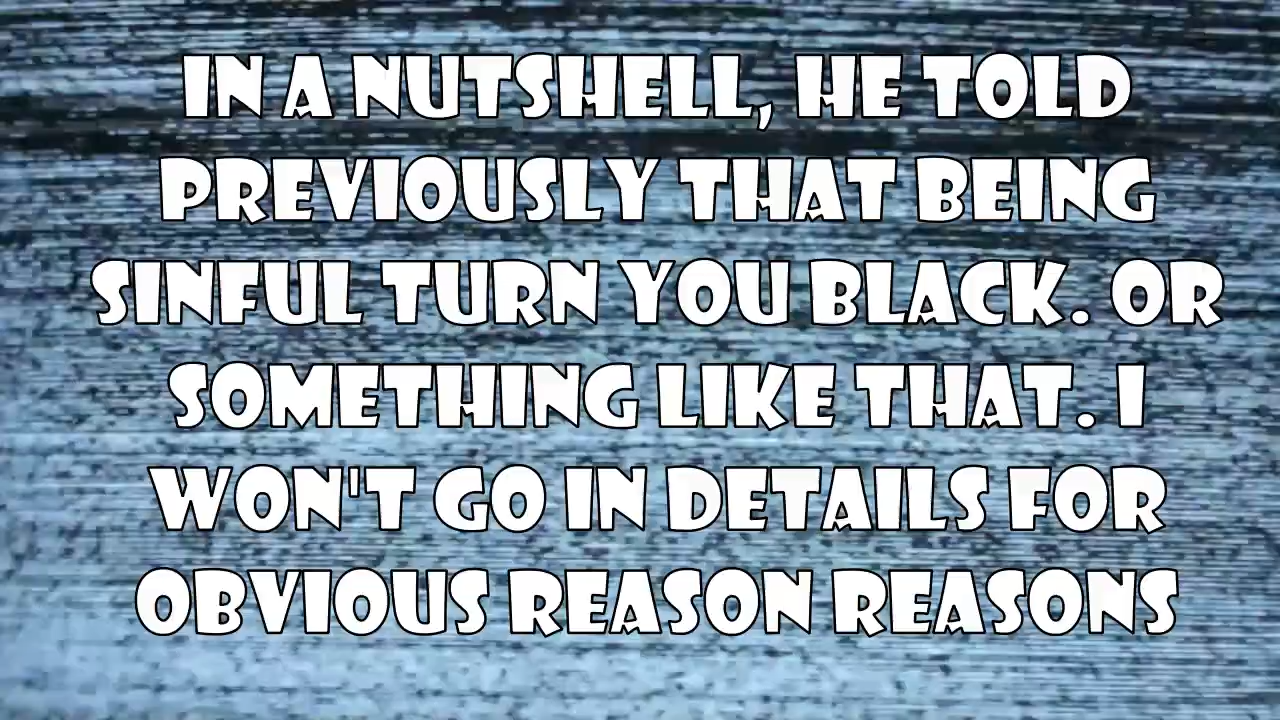 IN A NUTSHELL, HE TOLD
PREVIOUSLY THAT BEING
SINFUL TURN YOU BLACK. OR
SOMETHING LIKE THAT. I
WON'T GO IN DETAILS FOR
OBVIOUS REASON REASONS